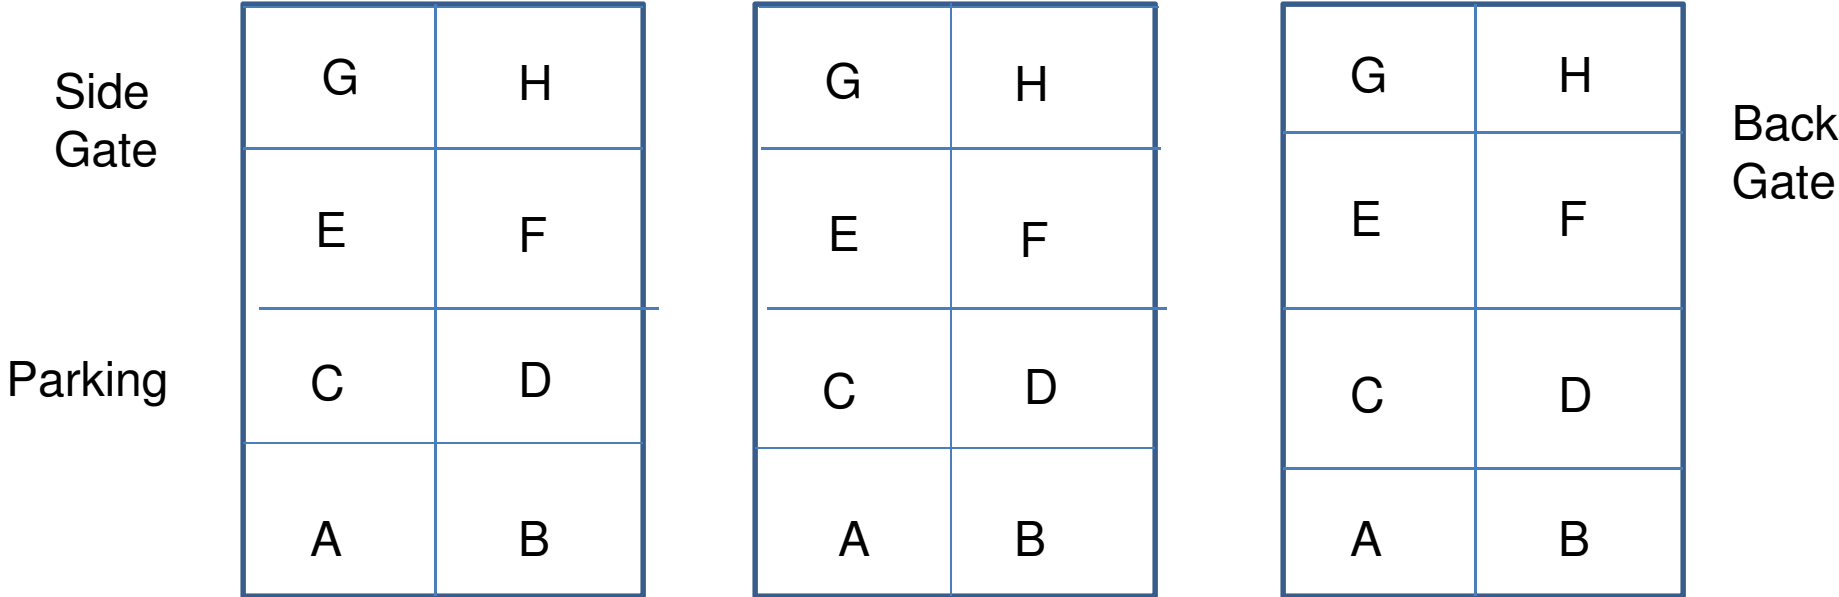 Side
Gate
Parking
G H
E F
C D
A B
G H
E F
C D
A B
G H
E F
C D
A B
Back
Gate